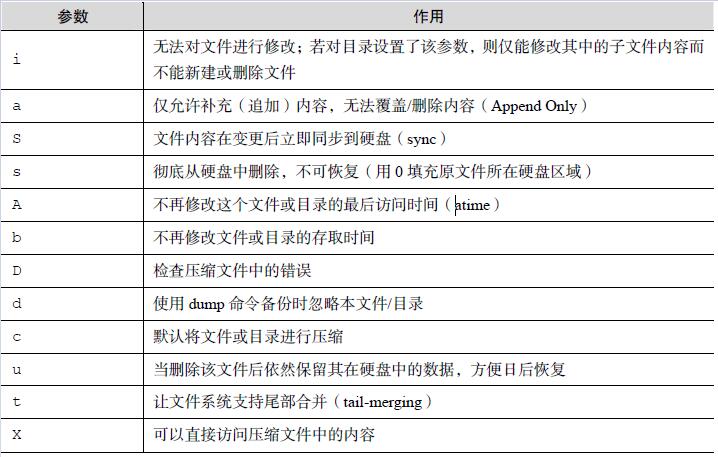 参数 作用
i 无法对文件进行修改；若对目录设置了该参数，则仅能修改其中的子文件内容而
不能新建或删除文件
a 仅允许补充（追加）内容，无法覆盖/删除内容（Append Only）
S 文件内容在变更后立即同步到硬盘（sync）
s 彻底从硬盘中删除，不可恢复（用 0 填充原文件所在硬盘区域）
A 不再修改这个文件或目录的最后访问时间（atime）
b 不再修改文件或目录的存取时间
D 检查压缩文件中的错误
d 使用 dump 命令备份时忽略本文件/目录
c 默认将文件或目录进行压缩
u 当删除该文件后依然保留其在硬盘中的数据，方便日后恢复
t 让文件系统支持尾部合并（tail-merging）
X 可以直接访问压缩文件中的内容